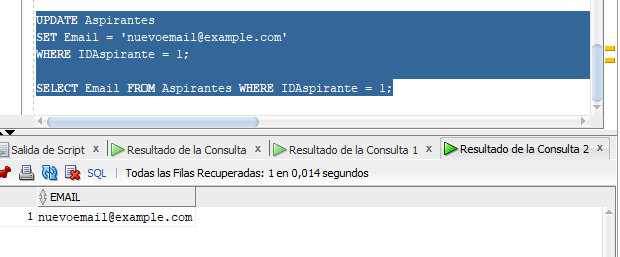 UPDATE Aspirantes
SET Email = 'nuevoemail@example.com'
WHERE IDAspirante = 1;
SELECT Email FROM Aspirantes WHERE IDAspirante = 1;
Salida de Script x Resultado de la Consulta x Resultado de la Consulta 1 x Resultado de la Consulta 2 x
SQL | Todas las Filas Recuperadas: 1 en 0,014 segundos
EMAIL
1 nuevoemail@example.com